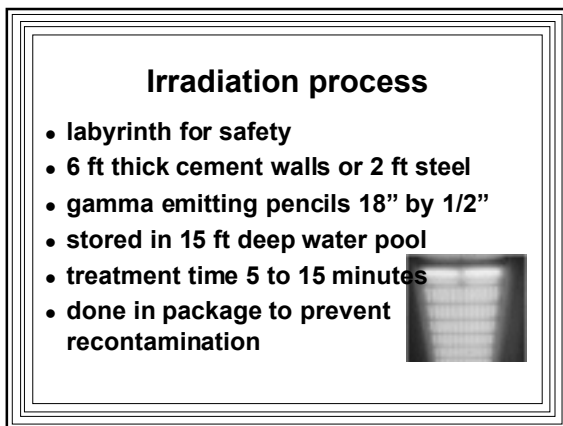 Irradiation process
• labyrinth for safety
• 6 ft thick cement walls or 2 ft steel
• gamma emitting pencils 18” by 1/2”
• stored in 15 ft deep water pool
• treatment time 5 to 15 minutes
• done in package to prevent
recontamination